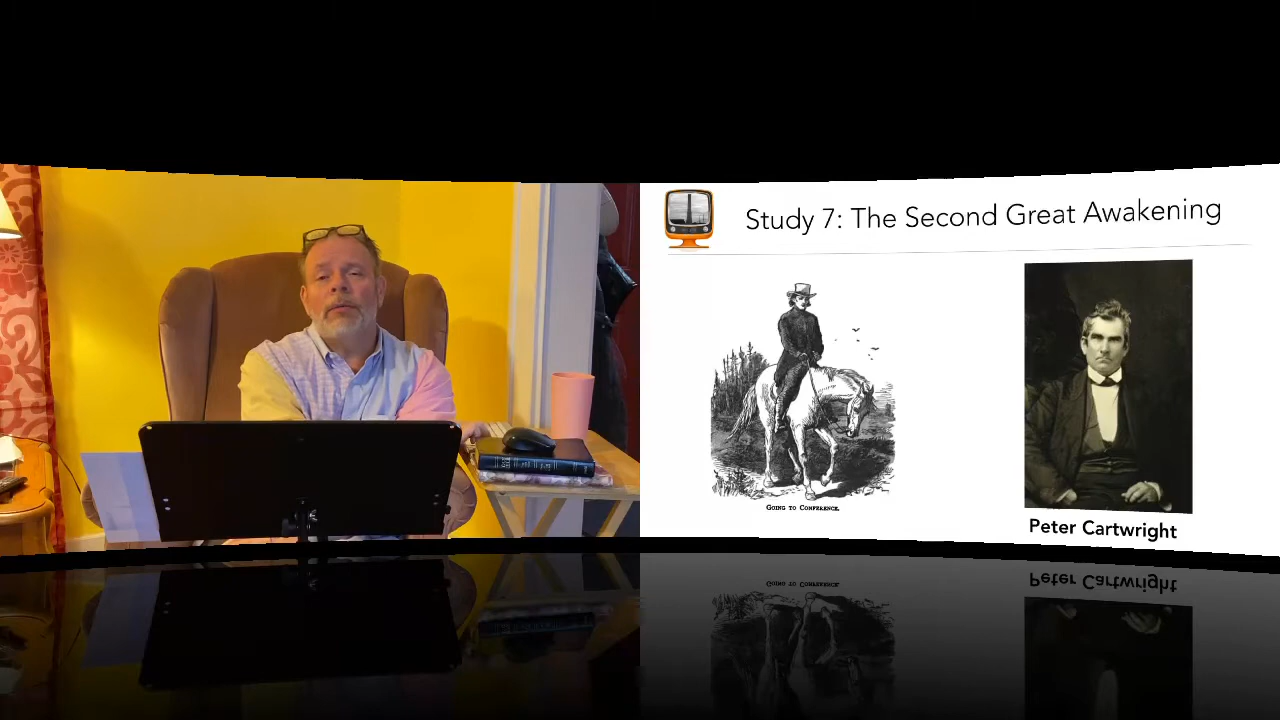 Study 7: The Second Great Awakening
GOING TO CONFERENCE.
Peter Cartwright